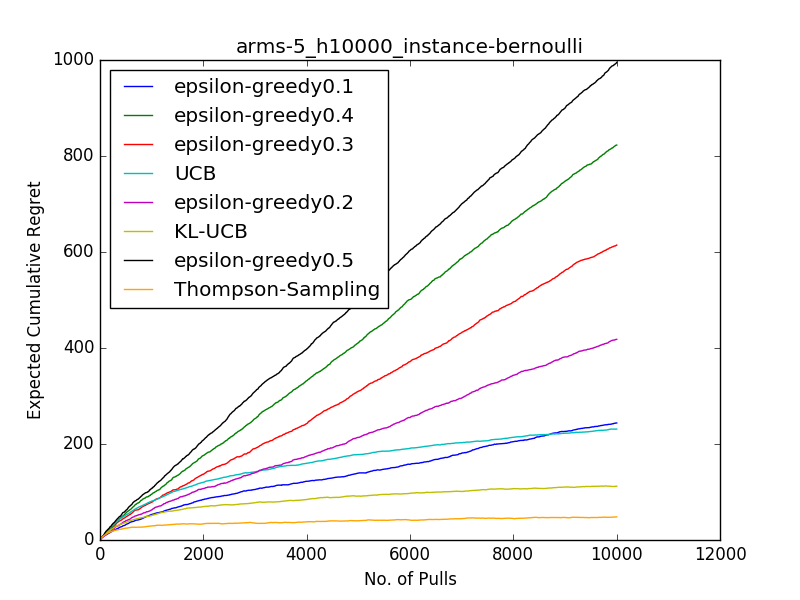 arms-5_h10000_instance-bernoulli
1000
800
600
400
200
0
Expected Cumulative Regret
epsilon-greedy0.1
epsilon-greedy0.4
epsilon-greedy0.3
UCB
epsilon-greedy0.2
KL-UCB
epsilon-greedy0.5
Thompson-Sampling
0 2000 4000 6000 8000 10000 12000
No. of Pulls